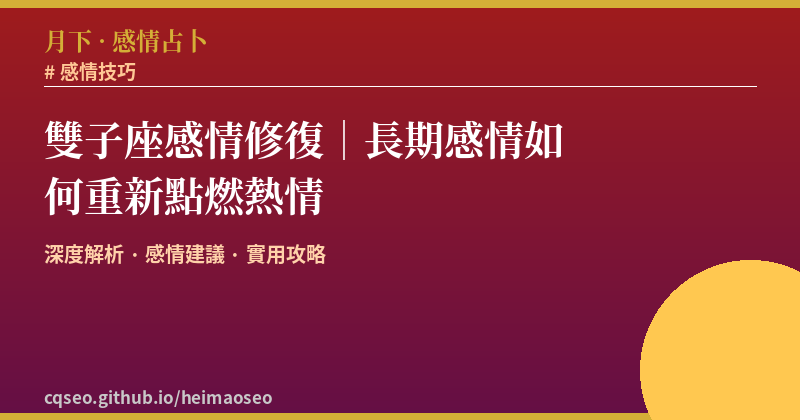 月下 · 感情占卜
# 感情技巧
雙子座感情修復｜長期感情如
何重新點燃熱情
深度解析 · 感情建議 · 實用攻略
cqseo.github.io/heimaoseo